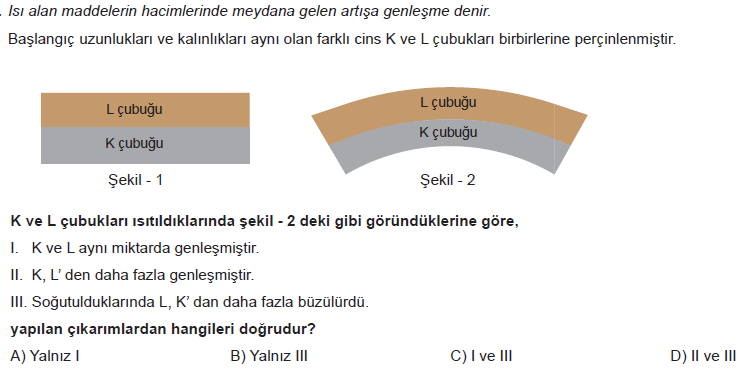 . Isı alan maddelerin hacimlerinde meydana gelen artışa genleşme denir.
Başlangıç uzunlukları ve kalınlıkları aynı olan farklı cins K ve L çubukları birbirlerine perçinlenmiştir.
L çubuğu
K çubuğu
Şekil - 1
L çubuğu
K çubuğu
Şekil - 2
K ve L çubukları ısıtıldıklarında şekil - 2 deki gibi göründüklerine göre,
I. K ve L aynı miktarda genleşmiştir.
II. K, L' den daha fazla genleşmiştir.
III. Soğutulduklarında L, K' dan daha fazla büzülürdü.
yapılan çıkarımlardan hangileri doğrudur?
A) Yalnız I B) Yalnız III C) I ve III D) II ve III